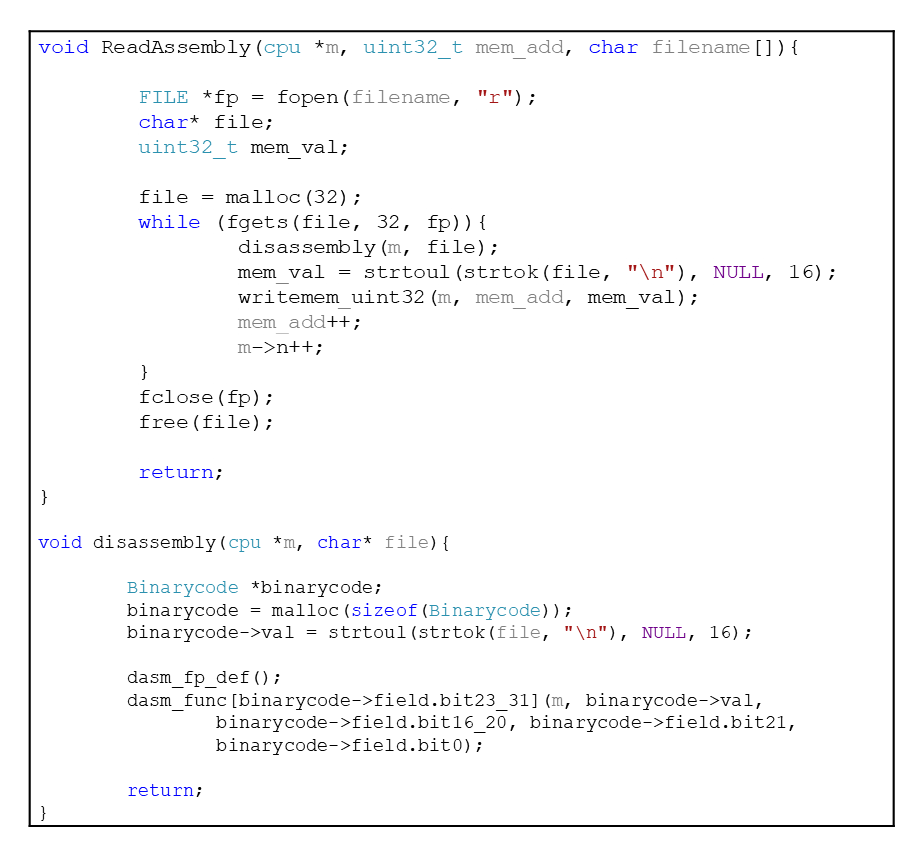 void ReadAssembly(cpu *m, uint32_t mem_add, char filename[]){
FILE *fp = fopen(filename, "r");
char* file;
uint32_t mem_val;
file = malloc(32);
while (fgets(file, 32, fp)){
disassembly(m, file);
mem_val = strtoul(strtok(file, "\n"), NULL, 16);
writemem_uint32(m, mem_add, mem_val);
mem_add++;
m->n++;
}
fclose(fp);
free(file);
return;
}
void disassembly(cpu *m, char* file){
Binarycode *binarycode;
binarycode = malloc(sizeof(Binarycode));
binarycode->val = strtoul(strtok(file, "\n"), NULL, 16);
dasm_fp_def();
dasm_func[binarycode->field.bit23_31](m, binarycode->val,
binarycode->field.bit16_20, binarycode->field.bit21,
binarycode->field.bit0);
return;
}